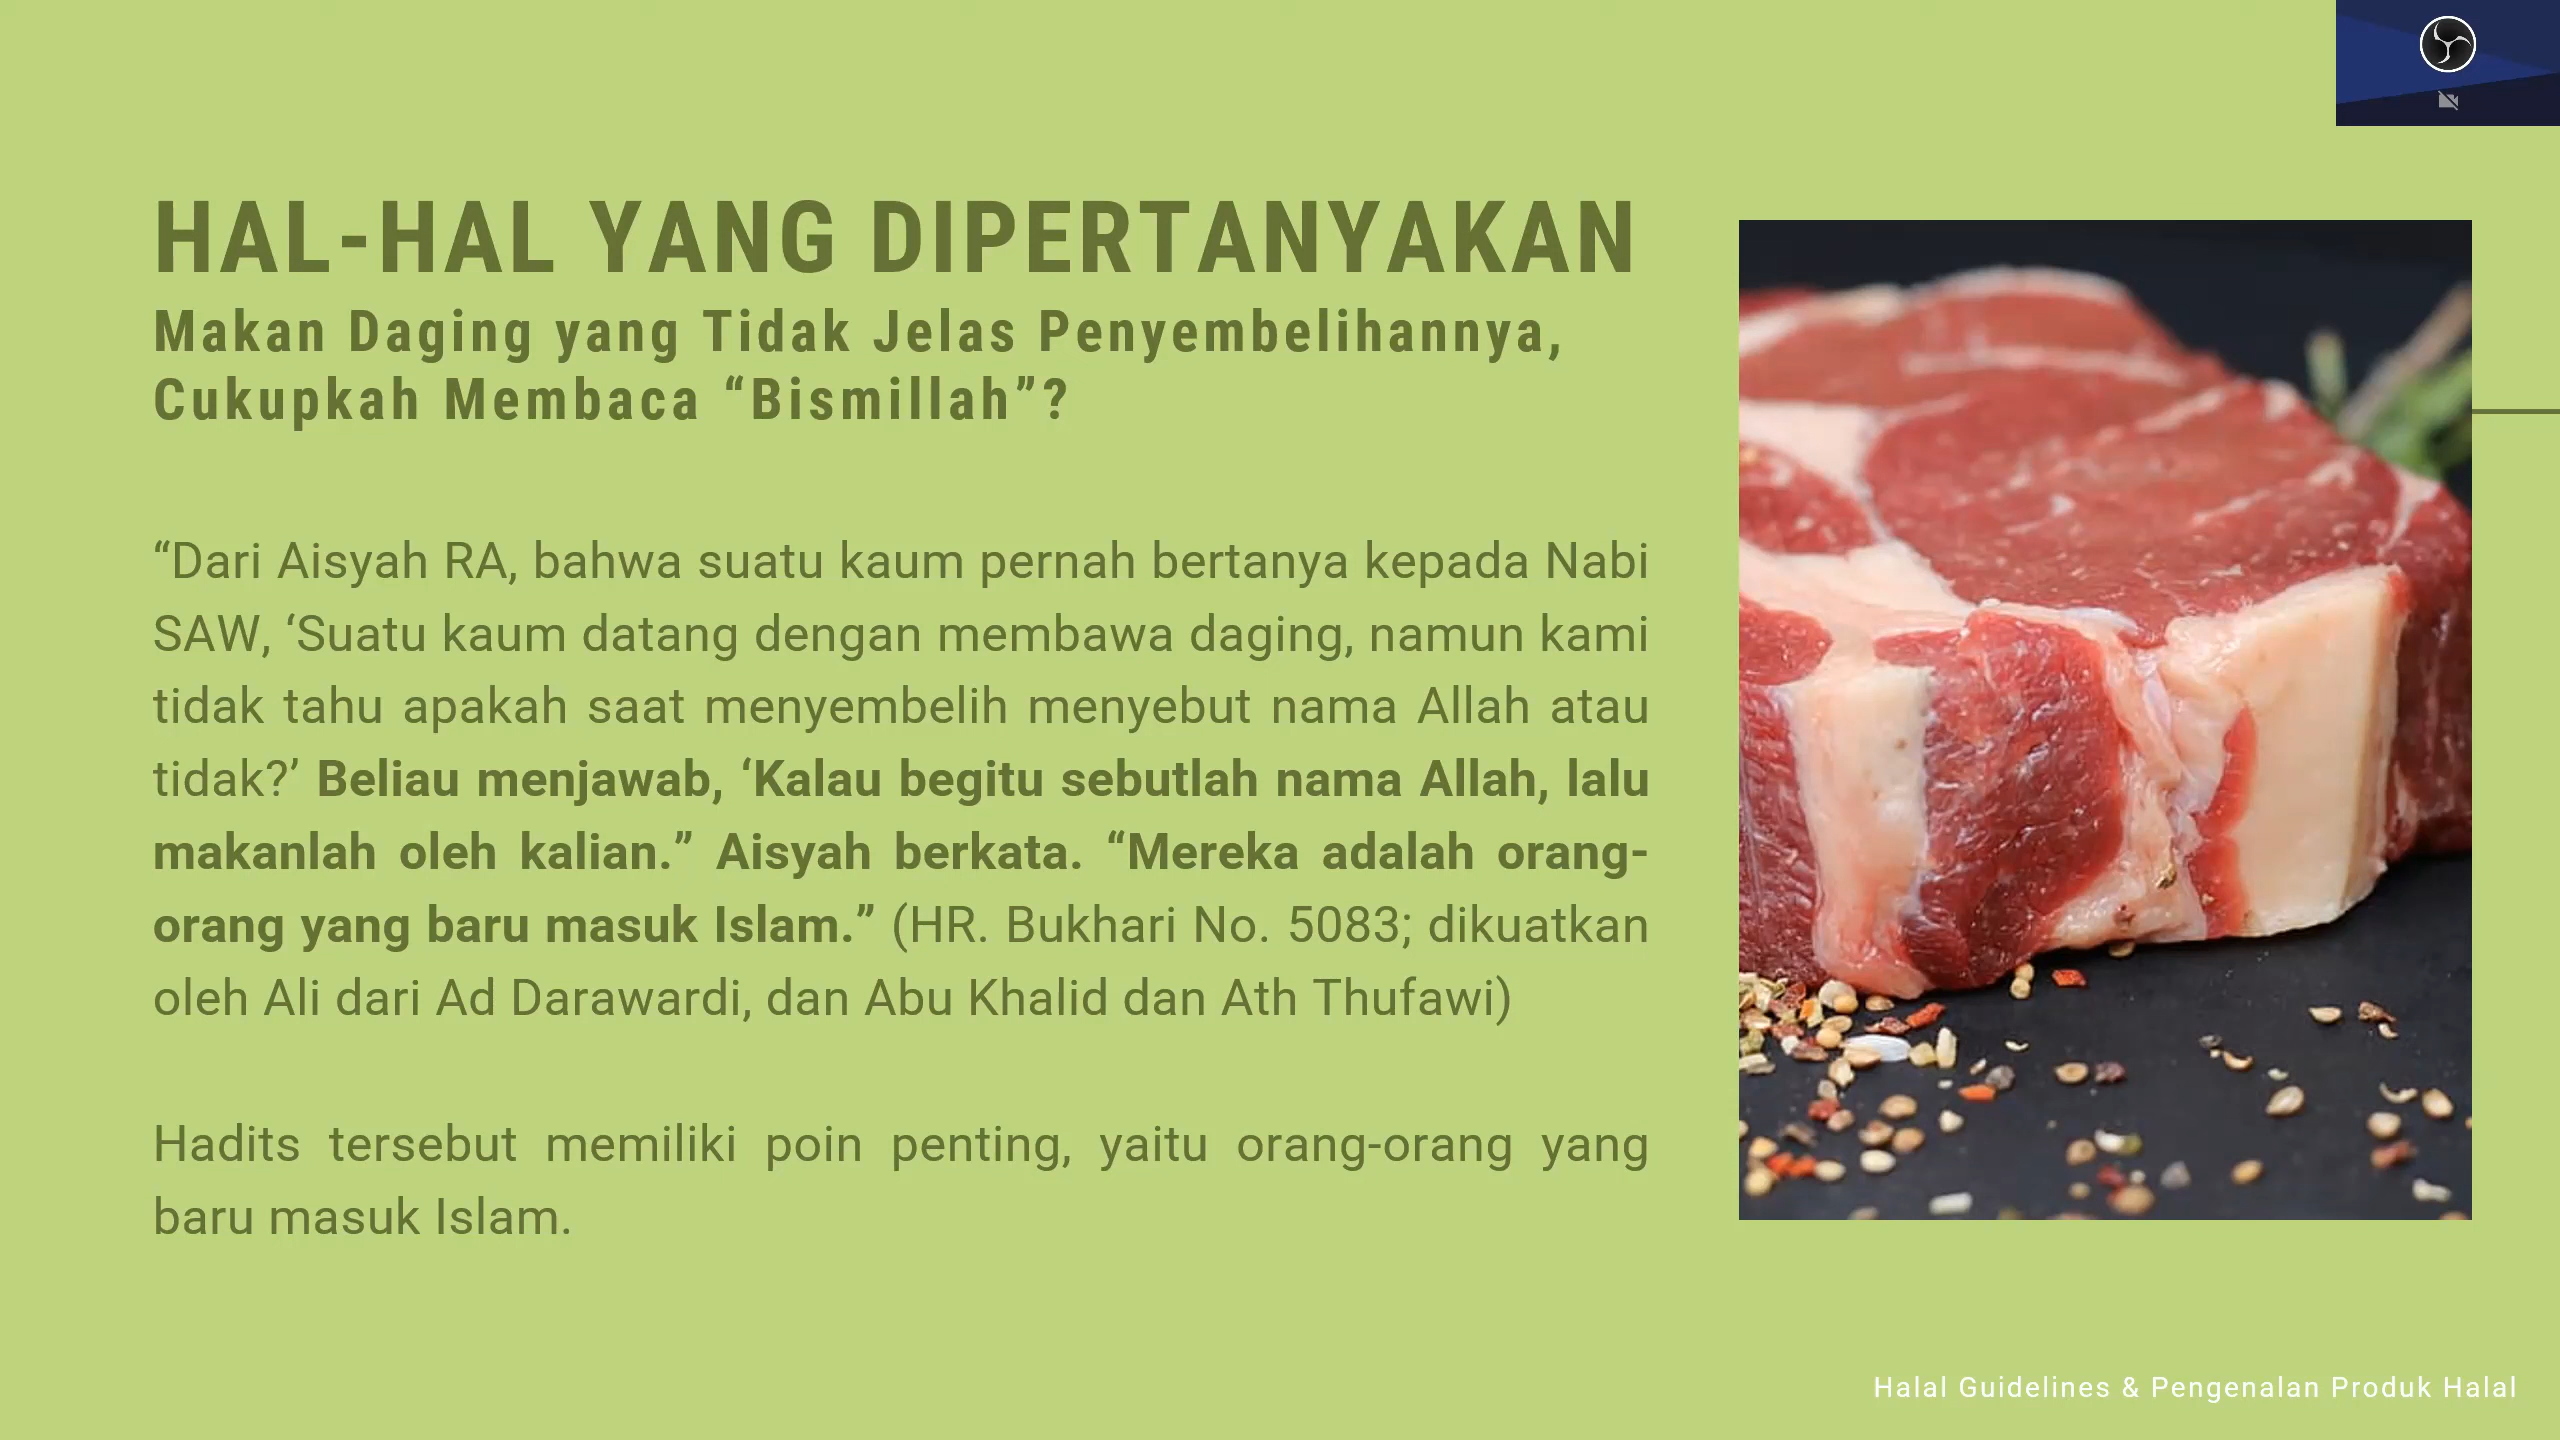 HAL-HAL YANG DIPERTANYAKAN
Makan Daging yang Tidak Jelas Penyembelihannya,
Cukupkah Membaca “Bismillah”?
“Dari Aisyah RA, bahwa suatu kaum pernah bertanya kepada Nabi
SAW, ‘Suatu kaum datang dengan membawa daging, namun kami
tidak tahu apakah saat menyembelih menyebut nama Allah atau
tidak?’ Beliau menjawab, ‘Kalau begitu sebutlah nama Allah, lalu
makanlah oleh kalian.” Aisyah berkata. “Mereka adalah orang-
orang yang baru masuk Islam.” (HR. Bukhari No. 5083; dikuatkan
oleh Ali dari Ad Darawardi, dan Abu Khalid dan Ath Thufawi)
Hadits tersebut memiliki poin penting, yaitu orang-orang yang
baru masuk Islam.
Halal Guidelines & Pengenalan Produk Halal